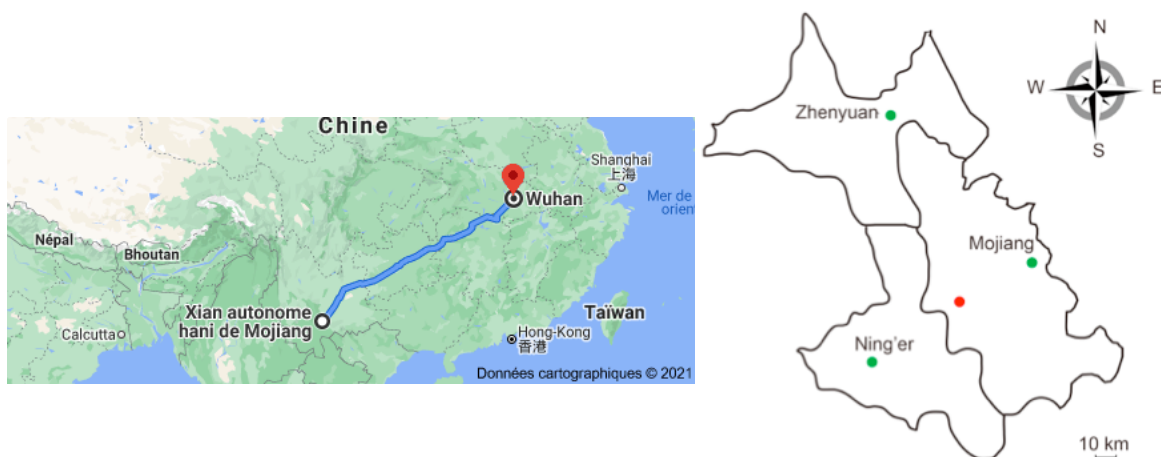 Chine
Shanghai
上海
Wuhan
Mer de
orient
Népal
Bhoutan
Xian autonome
hani de Mojiang
Taïwan
Calcutta
Hong-Kong
香港
Données cartographiques © 2021
N
W
E
S
Zhenyuan
Mojiang
Ning'er
10 km